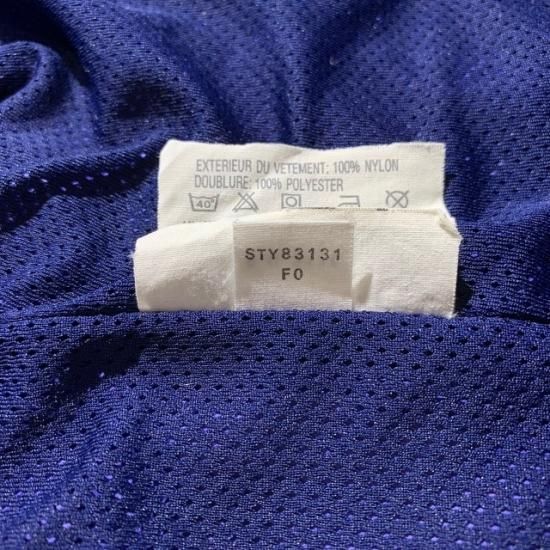 EXTERIEUR DU VETEMENT: 100% NYLON
DOUBLURE: 100% POLYESTER
40°
STY83131
F0